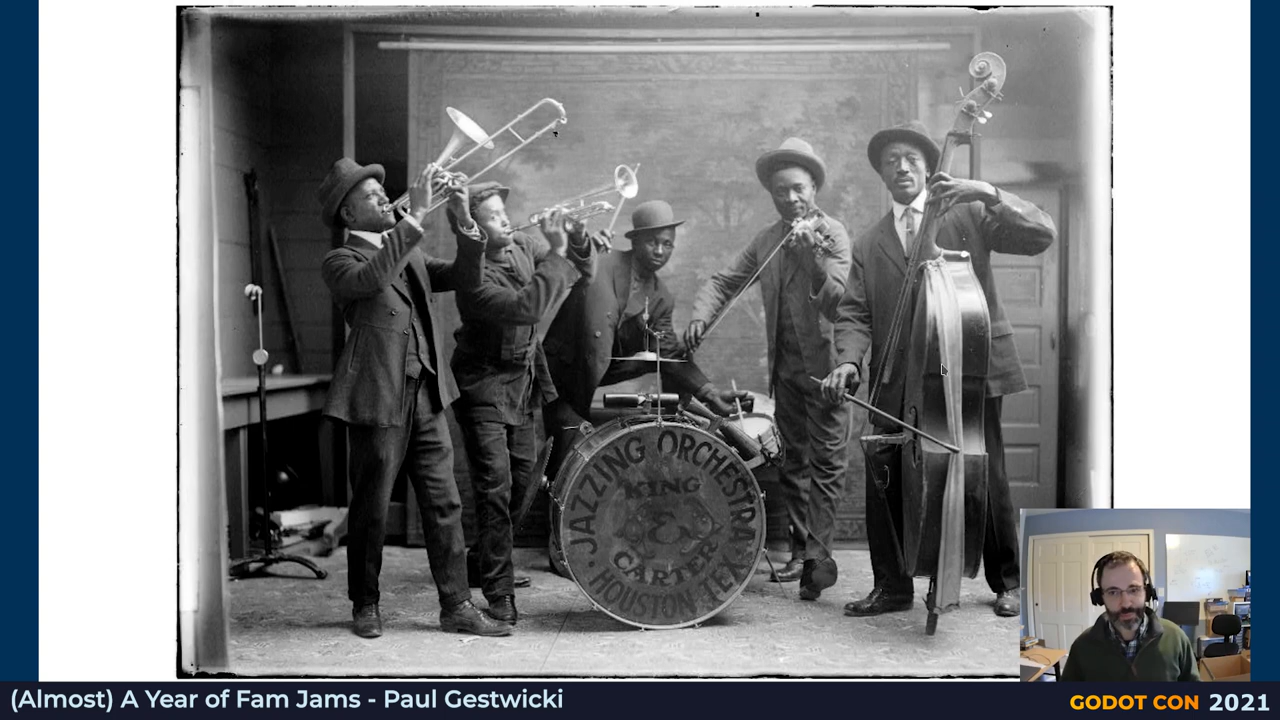 JAZZING ORCHESTRA
KING
&
CARTER
HOUSTON TEX
(Almost) A Year of Fam Jams - Paul Gestwicki
GODOT CON 2021